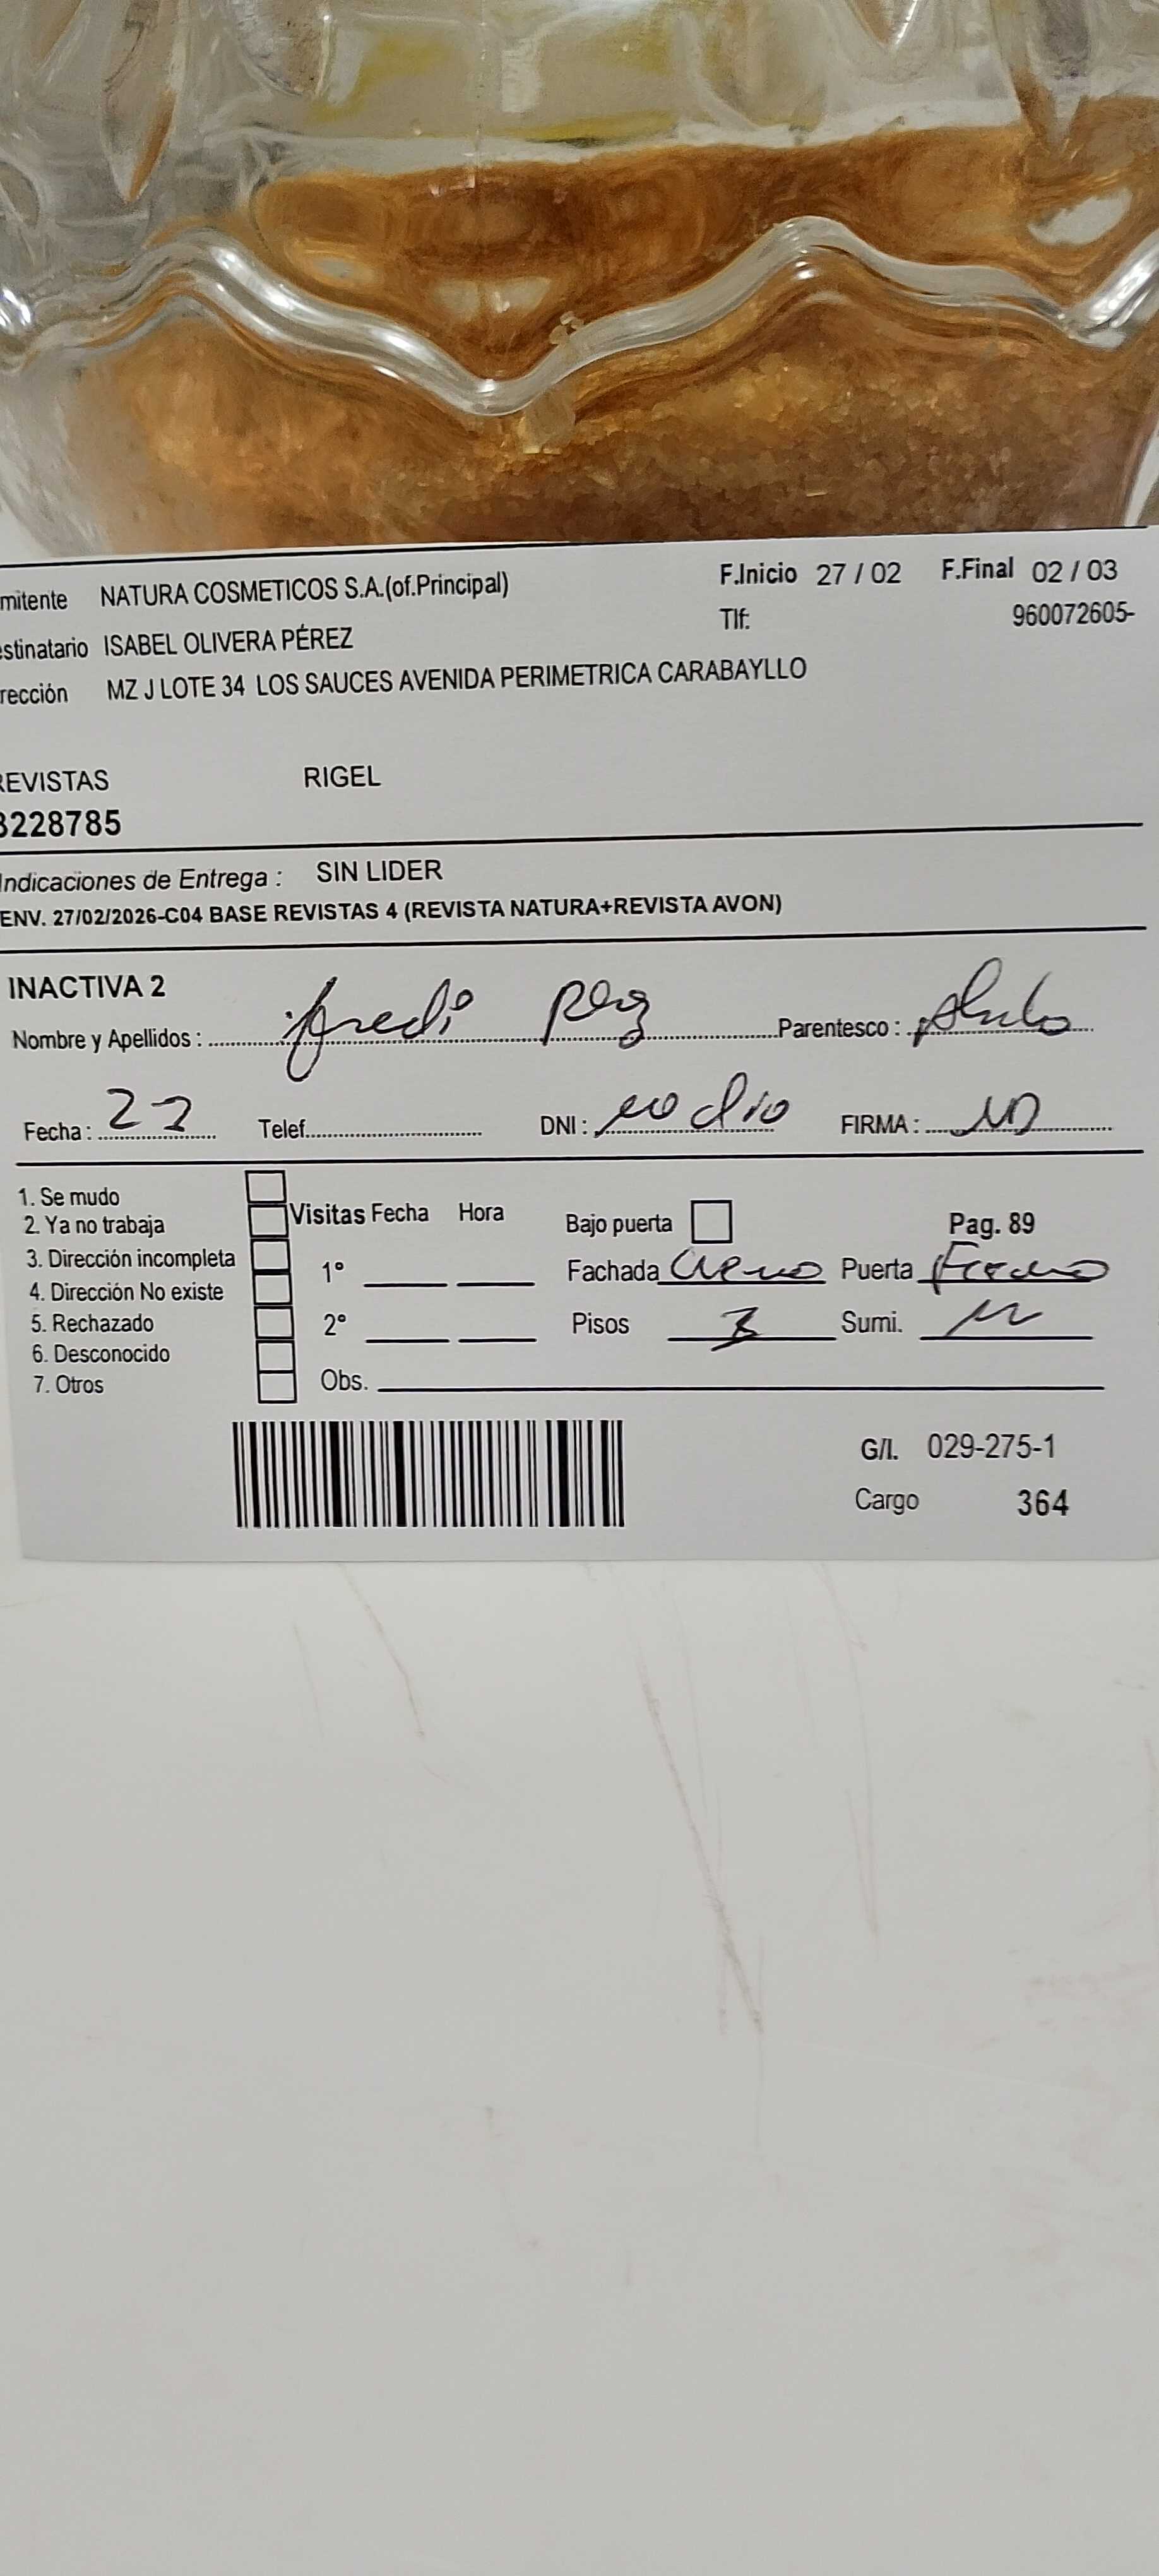 mitente NATURA COSMETICOS S.A.(of.Principal) F.Inicio 27 / 02 F.Final 02 / 03
Tlf: 960072605-
estinatario ISABEL OLIVERA PÉREZ
rección MZ J LOTE 34 LOS SAUCES AVENIDA PERIMETRICA CARABAYLLO
REVISTAS RIGEL
3228785
Indicaciones de Entrega : SIN LIDER
ENV. 27/02/2026-C04 BASE REVISTAS 4 (REVISTA NATURA+REVISTA AVON)
INACTIVA 2
Nombre y Apellidos : fredi Parentesco :
Fecha : 27 Telef. DNI : no dio FIRMA :
1. Se mudo
2. Ya no trabaja Visitas Fecha Hora Bajo puerta Pag. 89
3. Dirección incompleta 1° Fachada Puerta
4. Dirección No existe
5. Rechazado 2° Pisos 3 Sumi.
6. Desconocido
7. Otros Obs.
G/I. 029-275-1
Cargo 364